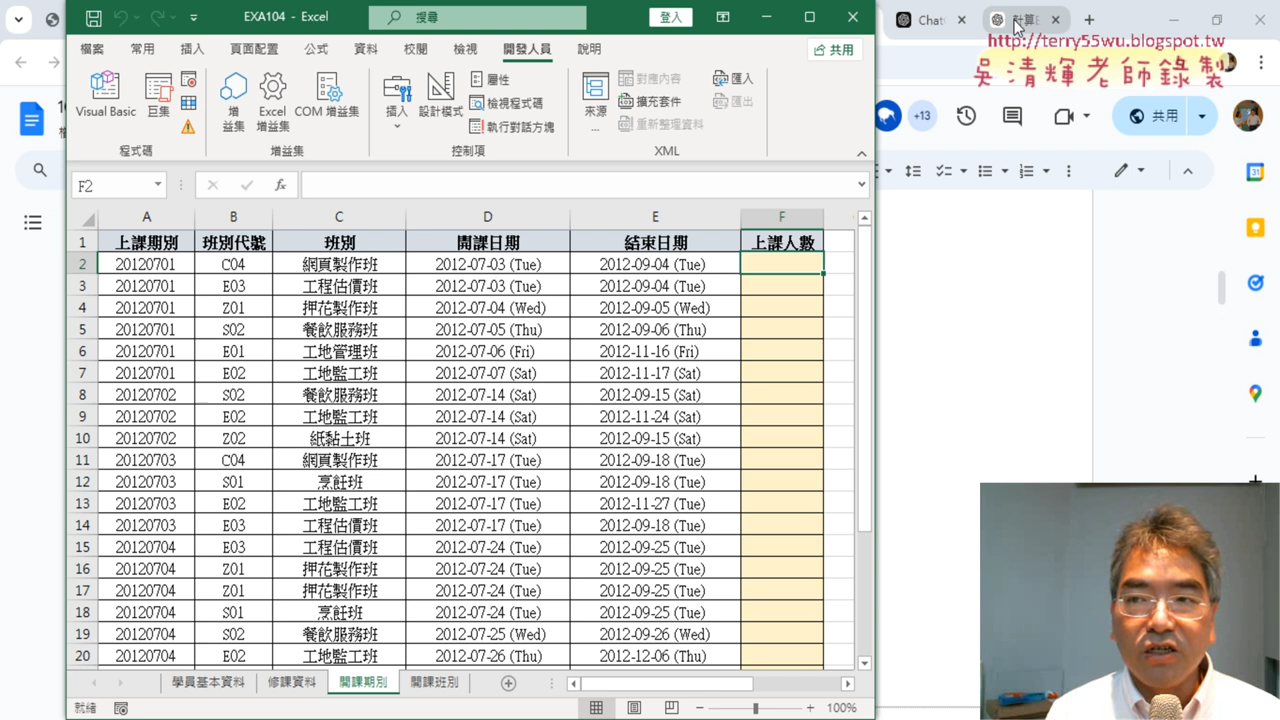 EXA104 - Excel
搜尋
登入
Chat
計算
http://terry55wu.blogspot.tw
吳清輝老師錄製
檔案 常用 插入 頁面配置 公式 資料 校閱 檢視 開發人員 說明
共用
Visual Basic
巨集
增益集
Excel 增益集
COM 增益集
插入
設計模式
屬性
檢視程式碼
執行對話方塊
來源
...
對應內容
擴充套件
重新整理資料
匯入
匯出
程式碼
增益集
控制項
XML
+13
共用
F2
fx
A B C D E F
1 上課期別 班別代號 班別 開課日期 結束日期 上課人數
2 20120701 C04 網頁製作班 2012-07-03 (Tue) 2012-09-04 (Tue)
3 20120701 E03 工程估價班 2012-07-03 (Tue) 2012-09-04 (Tue)
4 20120701 Z01 押花製作班 2012-07-04 (Wed) 2012-09-05 (Wed)
5 20120701 S02 餐飲服務班 2012-07-05 (Thu) 2012-09-06 (Thu)
6 20120701 E01 工地管理班 2012-07-06 (Fri) 2012-11-16 (Fri)
7 20120701 E02 工地監工班 2012-07-07 (Sat) 2012-11-17 (Sat)
8 20120702 S02 餐飲服務班 2012-07-14 (Sat) 2012-09-15 (Sat)
9 20120702 E02 工地監工班 2012-07-14 (Sat) 2012-11-24 (Sat)
10 20120702 Z02 紙黏土班 2012-07-14 (Sat) 2012-09-15 (Sat)
11 20120703 C04 網頁製作班 2012-07-17 (Tue) 2012-09-18 (Tue)
12 20120703 S01 烹飪班 2012-07-17 (Tue) 2012-09-18 (Tue)
13 20120703 E02 工地監工班 2012-07-17 (Tue) 2012-11-27 (Tue)
14 20120703 E03 工程估價班 2012-07-17 (Tue) 2012-09-18 (Tue)
15 20120704 E03 工程估價班 2012-07-24 (Tue) 2012-09-25 (Tue)
16 20120704 Z01 押花製作班 2012-07-24 (Tue) 2012-09-25 (Tue)
17 20120704 Z01 押花製作班 2012-07-24 (Tue) 2012-09-25 (Tue)
18 20120704 S01 烹飪班 2012-07-24 (Tue) 2012-09-25 (Tue)
19 20120704 S02 餐飲服務班 2012-07-25 (Wed) 2012-09-26 (Wed)
20 20120704 E02 工地監工班 2012-07-26 (Thu) 2012-12-06 (Thu)
學員基本資料 修課資料 開課期別 開課班別
就緒
100%